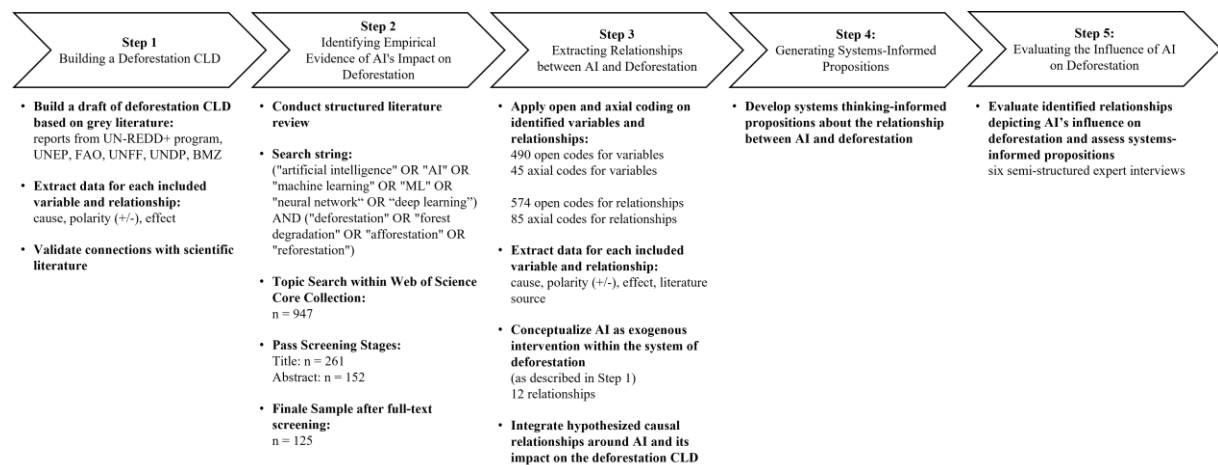 Step 1
Building a Deforestation CLD
Step 2
Identifying Empirical
Evidence of AI's Impact on
Deforestation
Step 3
Extracting Relationships
between AI and Deforestation
Step 4:
Generating Systems-Informed
Propositions
Step 5:
Evaluating the Influence of AI
on Deforestation
• Build a draft of deforestation CLD
based on grey literature:
reports from UN-REDD+ program,
UNEP, FAO, UNFF, UNDP, BMZ
• Extract data for each included
variable and relationship:
cause, polarity (+/-), effect
• Validate connections with scientific
literature
• Conduct structured literature
review
• Search string:
("artificial intelligence" OR "AI" OR
"machine learning" OR "ML" OR
"neural network“ OR “deep learning”)
AND ("deforestation" OR "forest
degradation" OR "afforestation" OR
"reforestation")
• Topic Search within Web of Science
Core Collection:
n = 947
• Pass Screening Stages:
Title: n = 261
Abstract: n = 152
• Finale Sample after full-text
screening:
n = 125
• Apply open and axial coding on
identified variables and
relationships:
490 open codes for variables
45 axial codes for variables
574 open codes for relationships
85 axial codes for relationships
• Extract data for each included
variable and relationship:
cause, polarity (+/-), effect, literature
source
• Conceptualize AI as exogenous
intervention within the system of
deforestation
(as described in Step 1)
12 relationships
• Integrate hypothesized causal
relationships around AI and its
impact on the deforestation CLD
• Develop systems thinking-informed
propositions about the relationship
between AI and deforestation
• Evaluate identified relationships
depicting AI’s influence on
deforestation and assess systems-
informed propositions
six semi-structured expert interviews